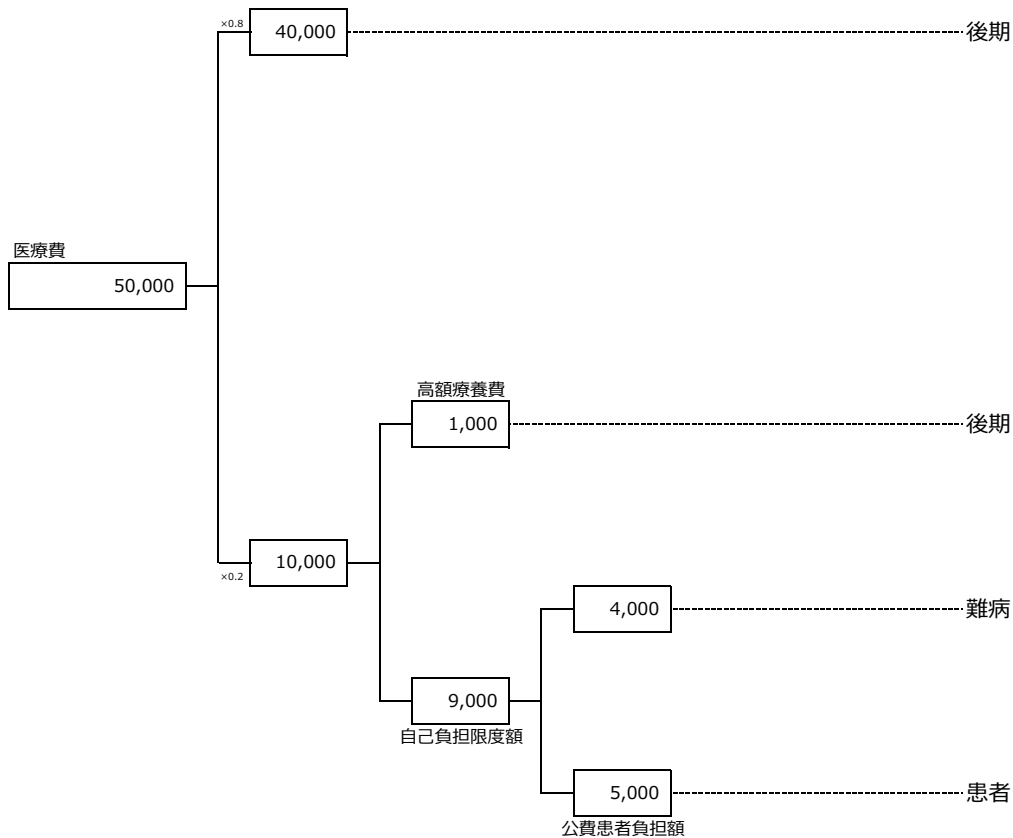 ×0.8
40,000
後期
医療費
50,000
高額療養費
1,000
後期
10,000
×0.2
4,000
難病
9,000
自己負担限度額
5,000
患者
公費患者負担額